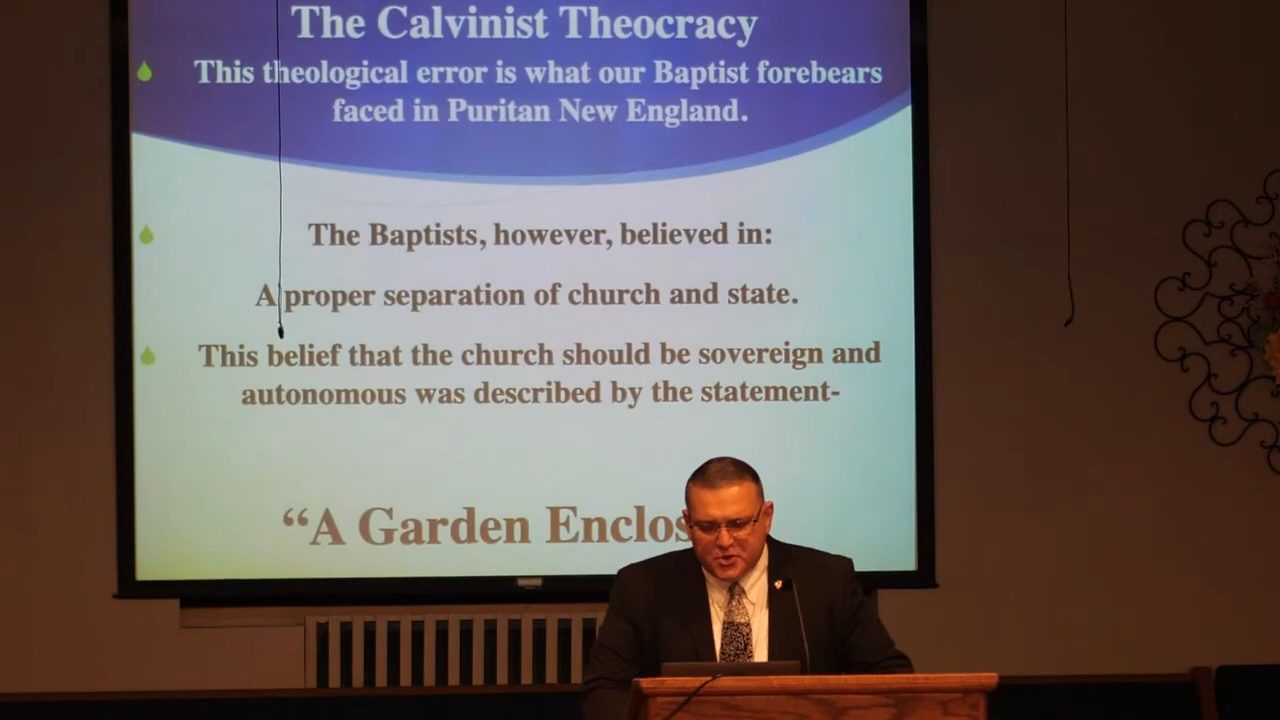 The Calvinist Theocracy
This theological error is what our Baptist forebears
faced in Puritan New England.
The Baptists, however, believed in:
A proper separation of church and state.
This belief that the church should be sovereign and
autonomous was described by the statement-
“A Garden Enclos